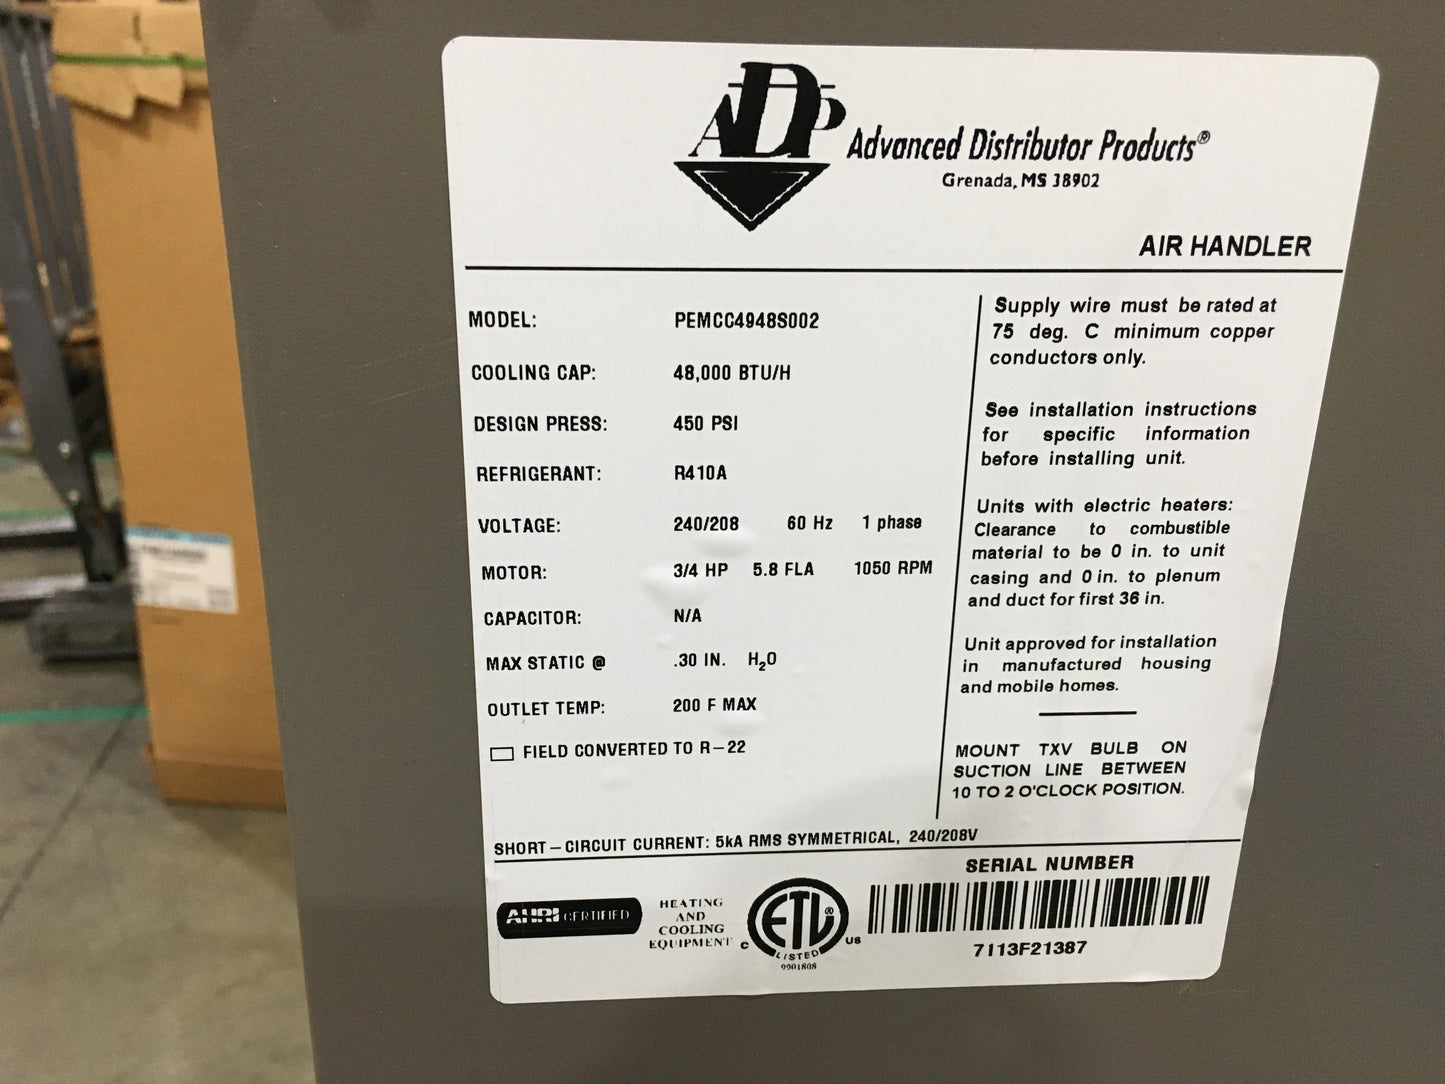 ADP
Advanced Distributor Products®
Grenada, MS 38902
AIR HANDLER
MODEL: PEMCC4948S002
COOLING CAP: 48,000 BTU/H
DESIGN PRESS: 450 PSI
REFRIGERANT: R410A
VOLTAGE: 240/208 60 Hz 1 phase
MOTOR: 3/4 HP 5.8 FLA 1050 RPM
CAPACITOR: N/A
MAX STATIC @ .30 IN. H₂O
OUTLET TEMP: 200 F MAX
FIELD CONVERTED TO R-22
Supply wire must be rated at
75 deg. C minimum copper
conductors only.
See installation instructions
for specific information
before installing unit.
Units with electric heaters:
Clearance to combustible
material to be 0 in. to unit
casing and 0 in. to plenum
and duct for first 36 in.
Unit approved for installation
in manufactured housing
and mobile homes.
MOUNT TXV BULB ON
SUCTION LINE BETWEEN
10 TO 2 O'CLOCK POSITION.
SHORT-CIRCUIT CURRENT: 5kA RMS SYMMETRICAL, 240/208V
AHRI CERTIFIED
HEATING
AND
COOLING
EQUIPMENT
C ETL ® US
LISTED
9901808
SERIAL NUMBER
7113F21387